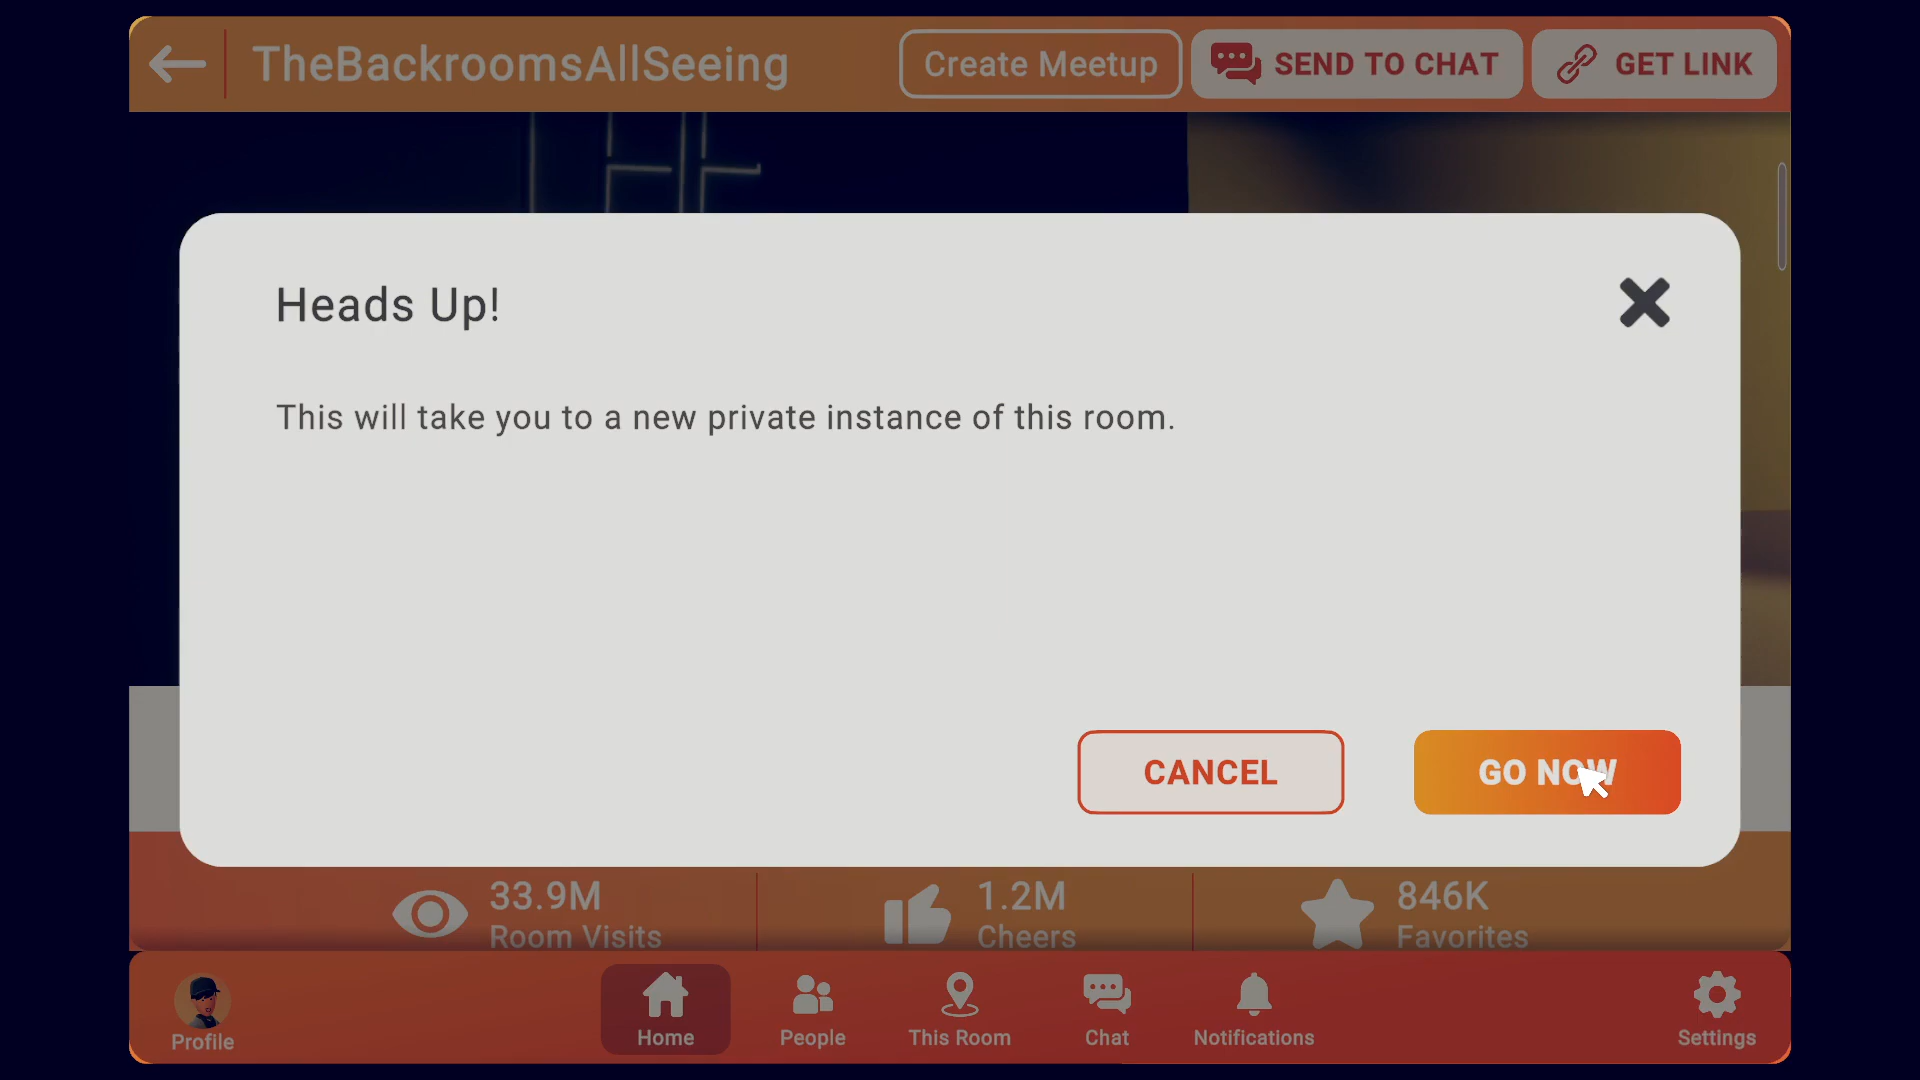 TheBackroomsAllSeeing
Create Meetup
SEND TO CHAT
GET LINK
Heads Up!
This will take you to a new private instance of this room.
CANCEL
GO NOW
33.9M
Room Visits
1.2M
Cheers
846K
Favorites
Profile
Home
People
This Room
Chat
Notifications
Settings